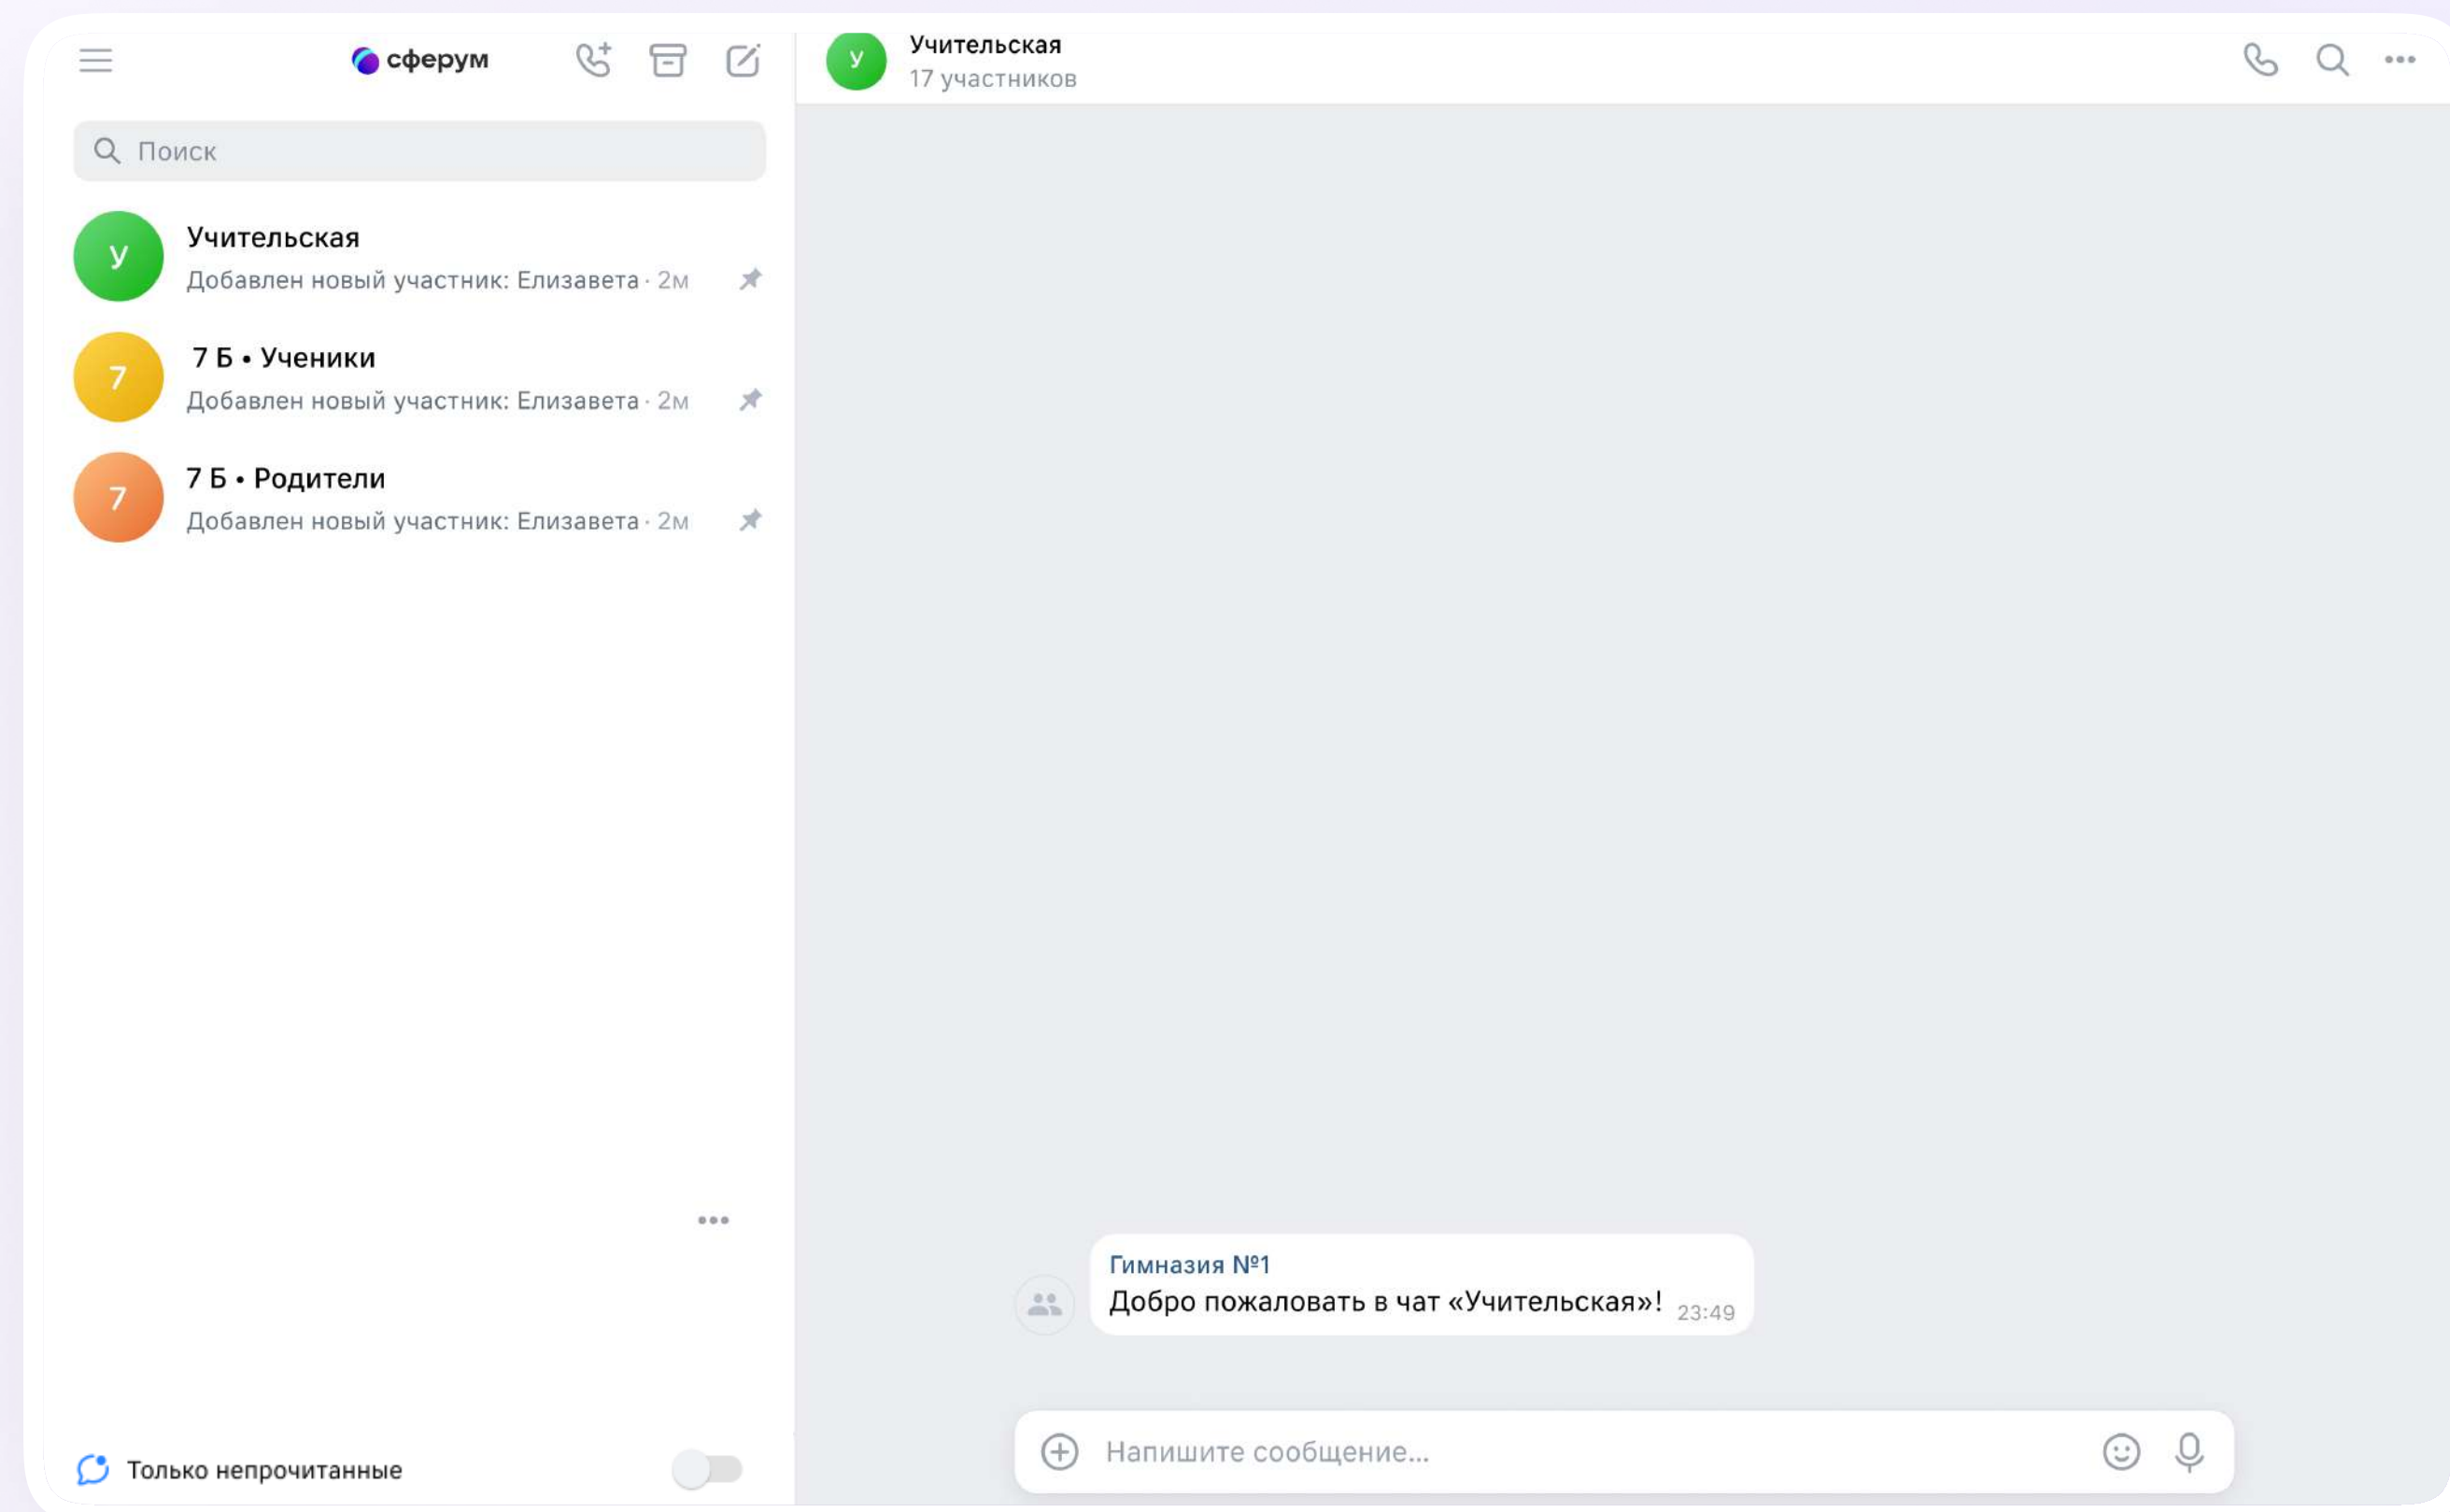 сферум
Поиск
У
Учительская
Добавлен новый участник: Елизавета · 2м
7
7 Б • Ученики
Добавлен новый участник: Елизавета · 2м
7
7 Б • Родители
Добавлен новый участник: Елизавета · 2м
Только непрочитанные
У
Учительская
17 участников
Гимназия №1
Добро пожаловать в чат «Учительская»! 23:49
Напишите сообщение...